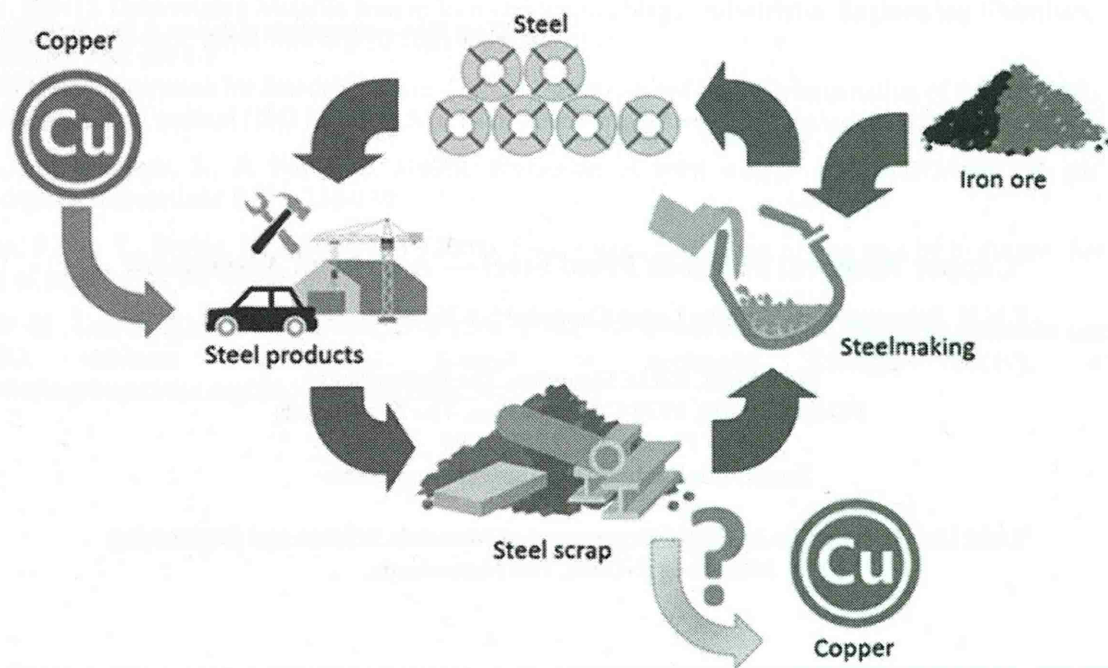 Copper
Cu
Steel
Iron ore
Steel products
Steelmaking
Steel scrap
?
Cu
Copper